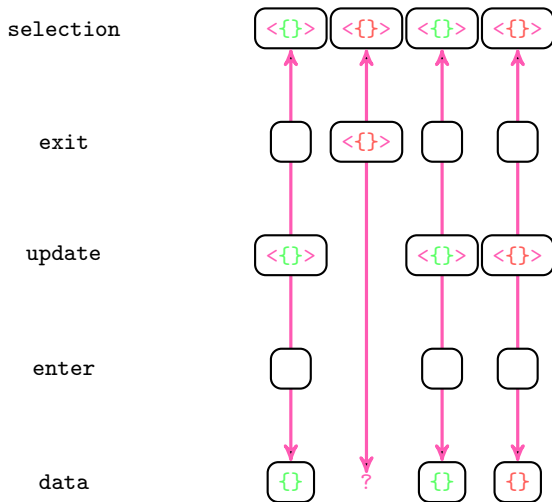 selection <{}> <{}> <{}> <{}>
exit <{}>
update <{}> <{}> <{}>
enter
data {} ? {} {}